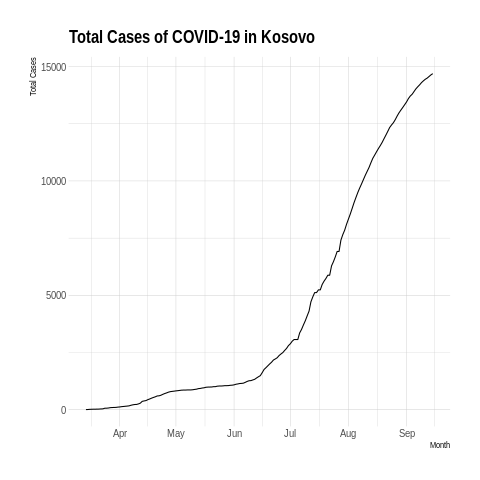 Total Cases of COVID-19 in Kosovo
Total Cases
15000
10000
5000
0
Apr May Jun Jul Aug Sep
Month